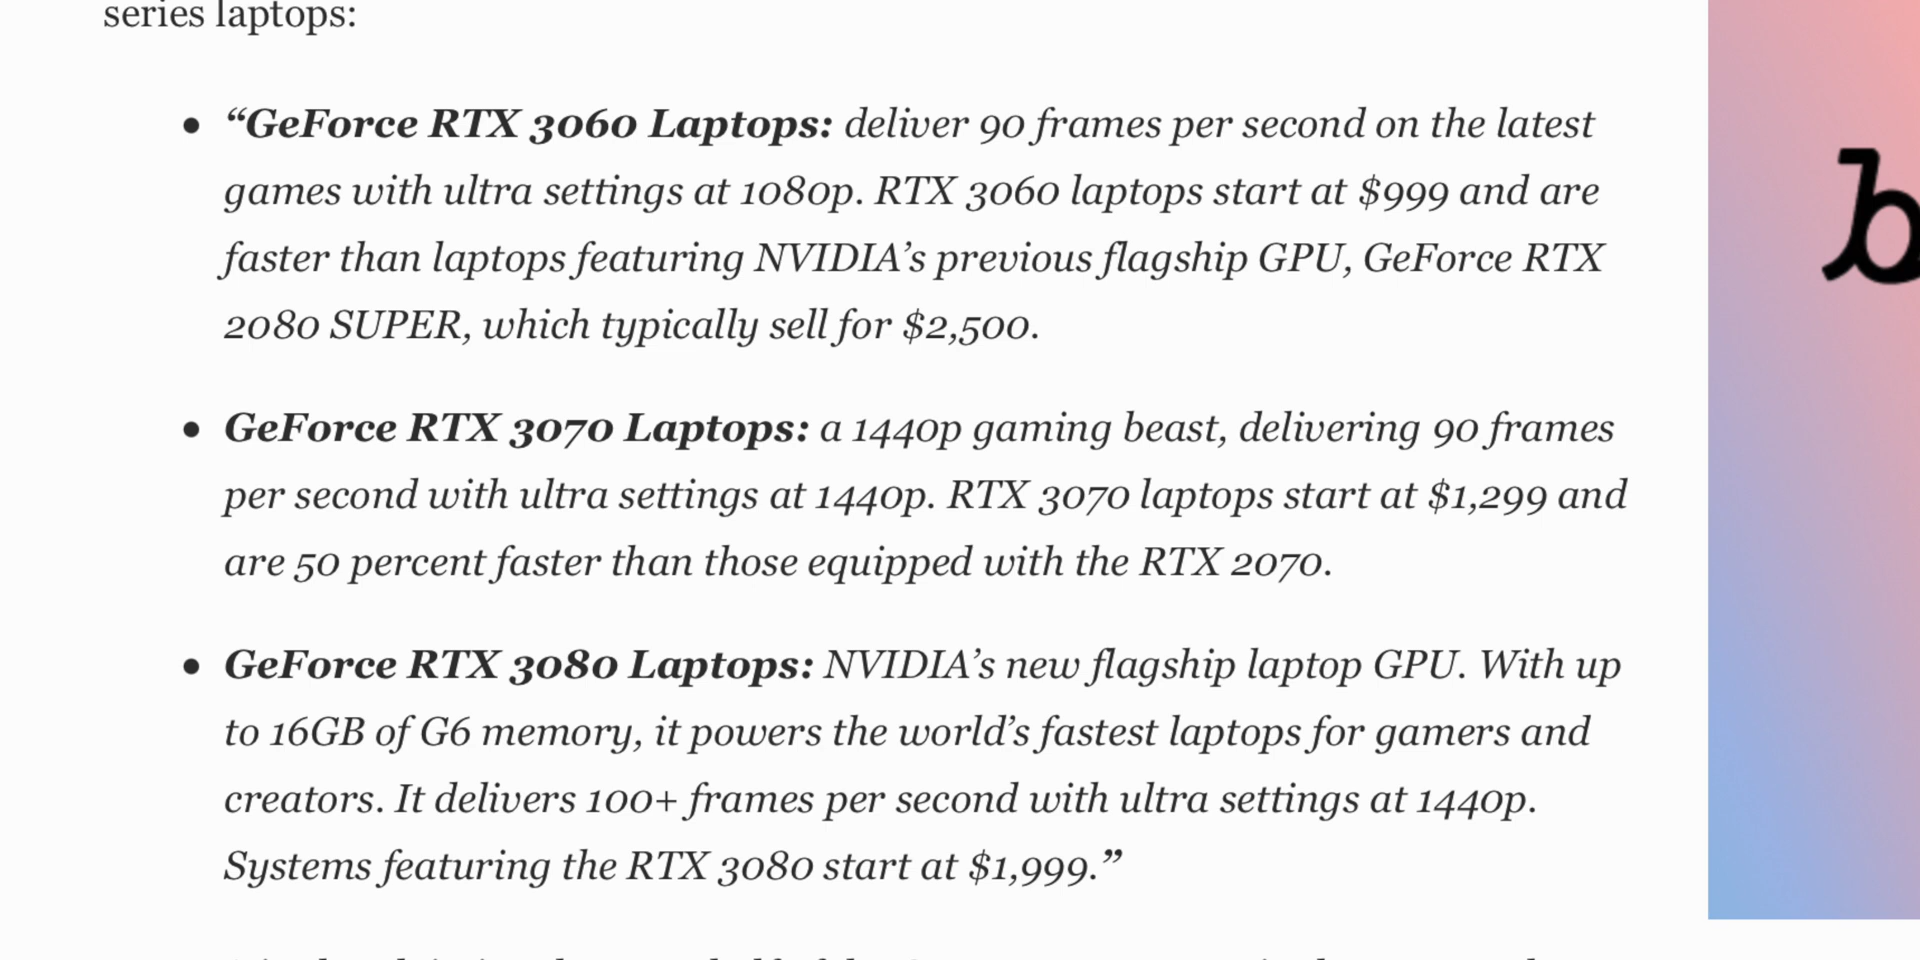 series laptops:
• “GeForce RTX 3060 Laptops: deliver 90 frames per second on the latest
games with ultra settings at 1080p. RTX 3060 laptops start at $999 and are
faster than laptops featuring NVIDIA’s previous flagship GPU, GeForce RTX
2080 SUPER, which typically sell for $2,500.
• GeForce RTX 3070 Laptops: a 1440p gaming beast, delivering 90 frames
per second with ultra settings at 1440p. RTX 3070 laptops start at $1,299 and
are 50 percent faster than those equipped with the RTX 2070.
• GeForce RTX 3080 Laptops: NVIDIA’s new flagship laptop GPU. With up
to 16GB of G6 memory, it powers the world’s fastest laptops for gamers and
creators. It delivers 100+ frames per second with ultra settings at 1440p.
Systems featuring the RTX 3080 start at $1,999.”
b